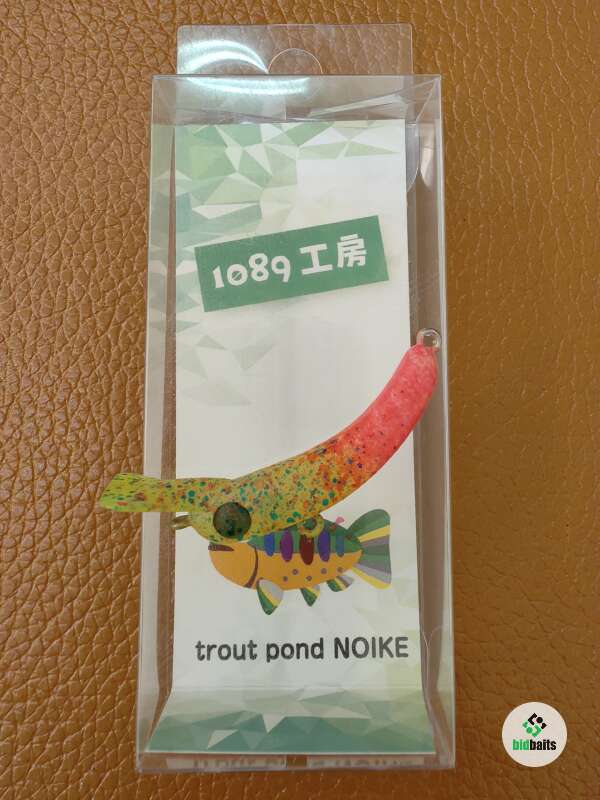 1089 工房
trout pond NOIKE
bidbaits